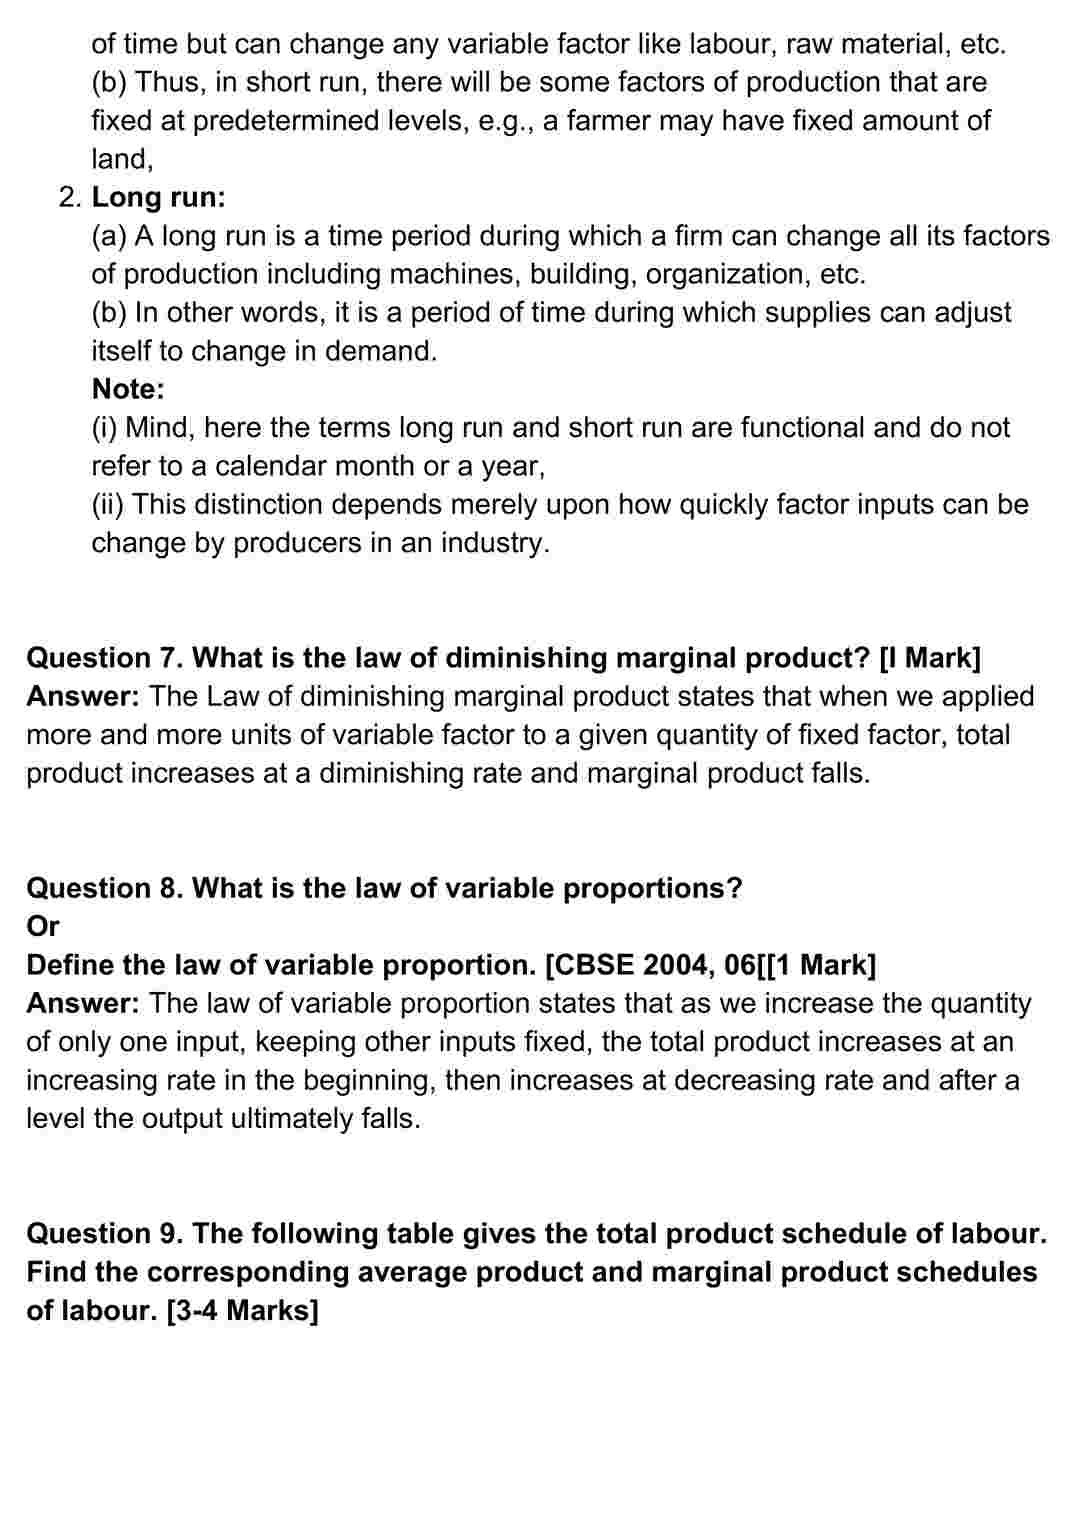 of time but can change any variable factor like labour, raw material, etc.
(b) Thus, in short run, there will be some factors of production that are
fixed at predetermined levels, e.g., a farmer may have fixed amount of
land,
2. Long run:
(a) A long run is a time period during which a firm can change all its factors
of production including machines, building, organization, etc.
(b) In other words, it is a period of time during which supplies can adjust
itself to change in demand.
Note:
(i) Mind, here the terms long run and short run are functional and do not
refer to a calendar month or a year,
(ii) This distinction depends merely upon how quickly factor inputs can be
change by producers in an industry.
Question 7. What is the law of diminishing marginal product? [I Mark]
Answer: The Law of diminishing marginal product states that when we applied
more and more units of variable factor to a given quantity of fixed factor, total
product increases at a diminishing rate and marginal product falls.
Question 8. What is the law of variable proportions?
Or
Define the law of variable proportion. [CBSE 2004, 06[[1 Mark]
Answer: The law of variable proportion states that as we increase the quantity
of only one input, keeping other inputs fixed, the total product increases at an
increasing rate in the beginning, then increases at decreasing rate and after a
level the output ultimately falls.
Question 9. The following table gives the total product schedule of labour.
Find the corresponding average product and marginal product schedules
of labour. [3-4 Marks]